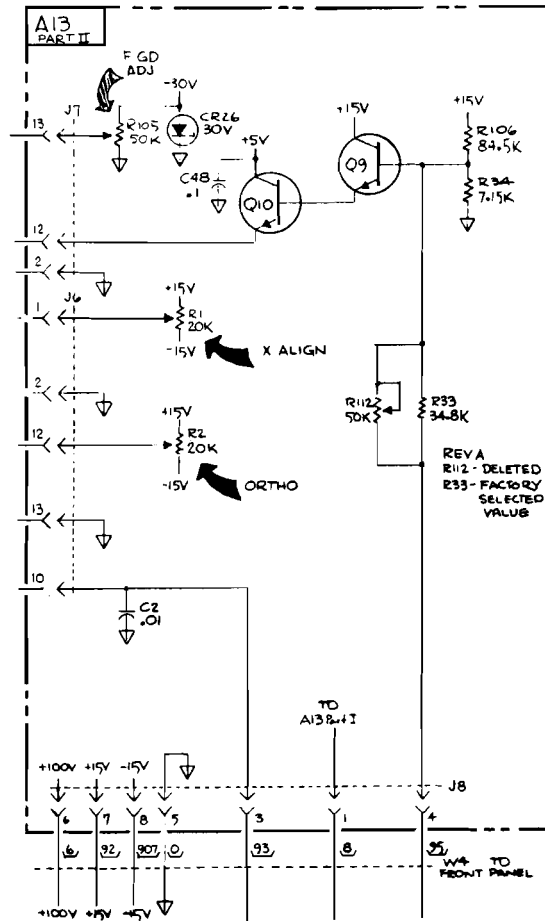 A13
PART II
F. GD
ADJ
J7
13
R105
50K
-30V
CR26
30V
+5V
C48
.1
Q10
+15V
Q9
+15V
R106
84.5K
R34
7.15K
12
2
J6
1
+15V
R1
20K
-15V
X ALIGN
2
+15V
12
R2
20K
-15V
ORTHO
13
R112
50K
R33
34.8K
REV A
R112 - DELETED
R33 - FACTORY
SELECTED
VALUE
10
C2
.01
TO
A13 Part I
+100V +15V -15V
J8
6 7 8 5 3 1 4
6 92 907 0 93 8 95
W4 TO
FRONT PANEL
+100V +15V +5V